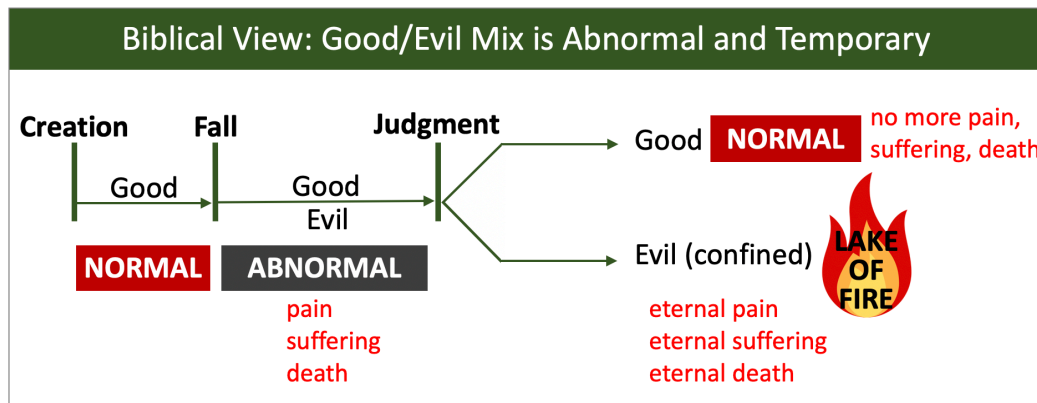 Biblical View: Good/Evil Mix is Abnormal and Temporary
Creation
Fall
Judgment
Good
Good
Evil
NORMAL
ABNORMAL
pain
suffering
death
Good
NORMAL
no more pain,
suffering, death
Evil (confined)
LAKE
OF
FIRE
eternal pain
eternal suffering
eternal death